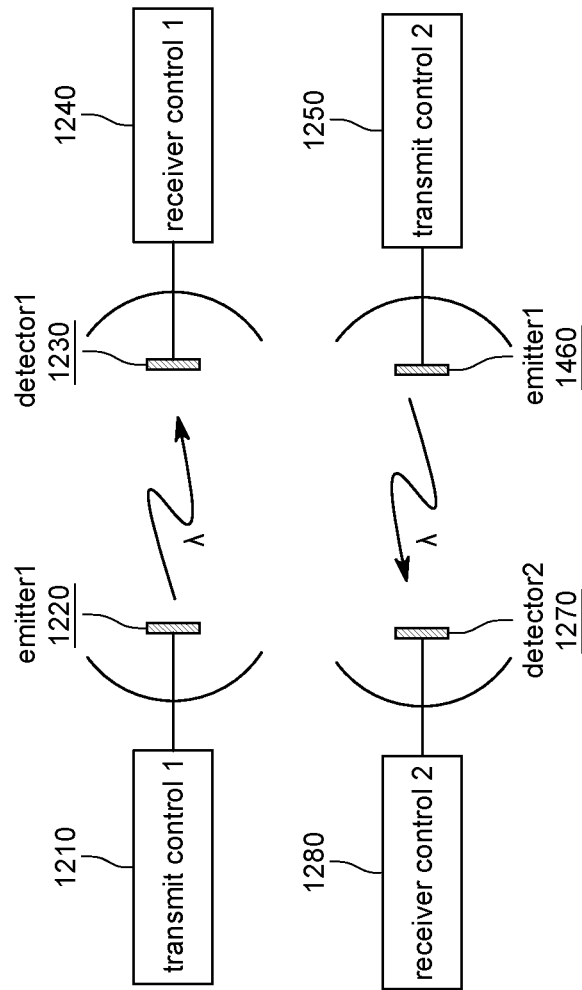 1210
transmit control 1
emitter1
1220
λ
detector1
1230
1240
receiver control 1
1280
receiver control 2
detector2
1270
λ
emitter1
1460
1250
transmit control 2